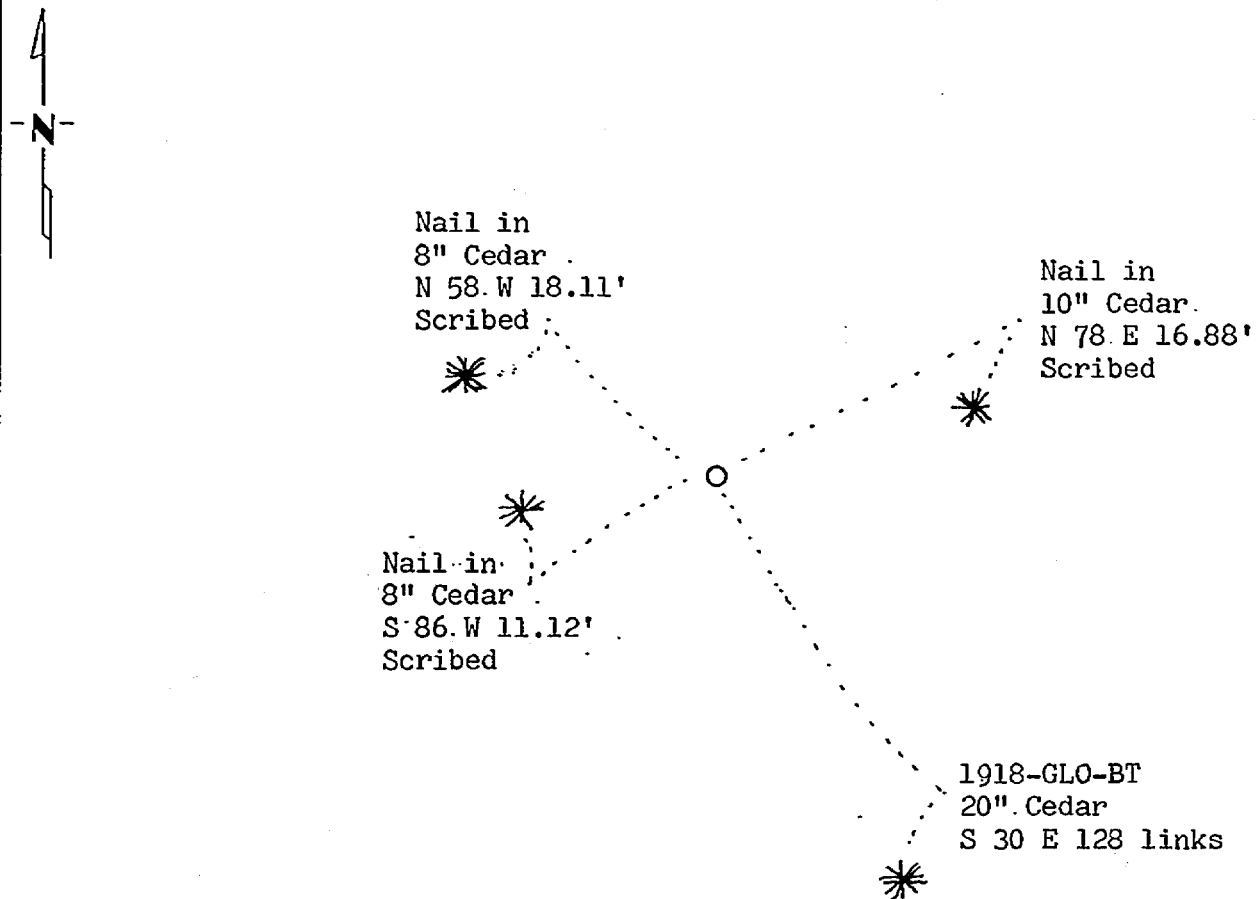 N
Nail in
8" Cedar
N 58 W 18.11'
Scribed
Nail in
10" Cedar
N 78 E 16.88'
Scribed
Nail in
8" Cedar
S 86 W 11.12'
Scribed
1918-GLO-BT
20" Cedar
S 30 E 128 links